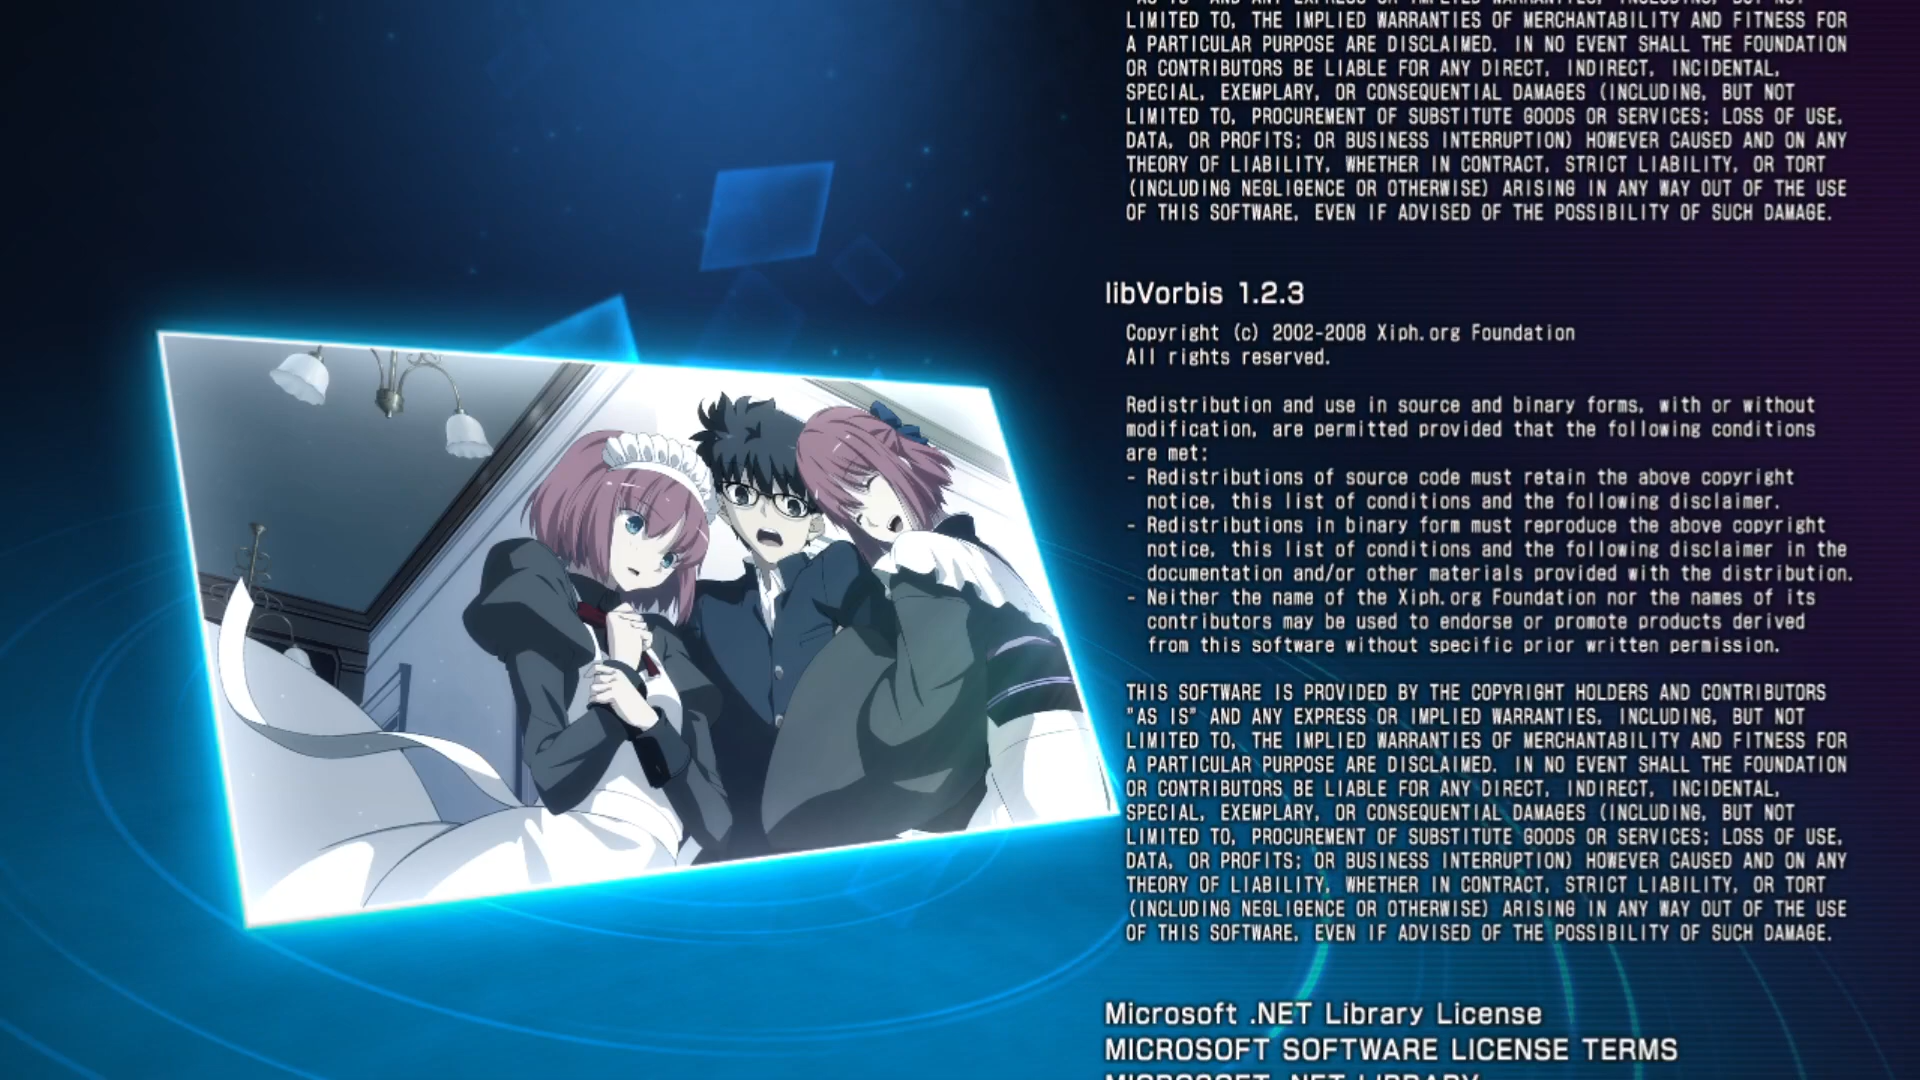 "AS IS" AND ANY EXPRESS OR IMPLIED WARRANTIES, INCLUDING, BUT NOT
LIMITED TO, THE IMPLIED WARRANTIES OF MERCHANTABILITY AND FITNESS FOR
A PARTICULAR PURPOSE ARE DISCLAIMED. IN NO EVENT SHALL THE FOUNDATION
OR CONTRIBUTORS BE LIABLE FOR ANY DIRECT, INDIRECT, INCIDENTAL,
SPECIAL, EXEMPLARY, OR CONSEQUENTIAL DAMAGES (INCLUDING, BUT NOT
LIMITED TO, PROCUREMENT OF SUBSTITUTE GOODS OR SERVICES; LOSS OF USE,
DATA, OR PROFITS; OR BUSINESS INTERRUPTION) HOWEVER CAUSED AND ON ANY
THEORY OF LIABILITY, WHETHER IN CONTRACT, STRICT LIABILITY, OR TORT
(INCLUDING NEGLIGENCE OR OTHERWISE) ARISING IN ANY WAY OUT OF THE USE
OF THIS SOFTWARE, EVEN IF ADVISED OF THE POSSIBILITY OF SUCH DAMAGE.
libVorbis 1.2.3
Copyright (c) 2002-2008 Xiph.org Foundation
All rights reserved.
Redistribution and use in source and binary forms, with or without
modification, are permitted provided that the following conditions
are met:
- Redistributions of source code must retain the above copyright
notice, this list of conditions and the following disclaimer.
- Redistributions in binary form must reproduce the above copyright
notice, this list of conditions and the following disclaimer in the
documentation and/or other materials provided with the distribution.
- Neither the name of the Xiph.org Foundation nor the names of its
contributors may be used to endorse or promote products derived
from this software without specific prior written permission.
THIS SOFTWARE IS PROVIDED BY THE COPYRIGHT HOLDERS AND CONTRIBUTORS
"AS IS" AND ANY EXPRESS OR IMPLIED WARRANTIES, INCLUDING, BUT NOT
LIMITED TO, THE IMPLIED WARRANTIES OF MERCHANTABILITY AND FITNESS FOR
A PARTICULAR PURPOSE ARE DISCLAIMED. IN NO EVENT SHALL THE FOUNDATION
OR CONTRIBUTORS BE LIABLE FOR ANY DIRECT, INDIRECT, INCIDENTAL,
SPECIAL, EXEMPLARY, OR CONSEQUENTIAL DAMAGES (INCLUDING, BUT NOT
LIMITED TO, PROCUREMENT OF SUBSTITUTE GOODS OR SERVICES; LOSS OF USE,
DATA, OR PROFITS; OR BUSINESS INTERRUPTION) HOWEVER CAUSED AND ON ANY
THEORY OF LIABILITY, WHETHER IN CONTRACT, STRICT LIABILITY, OR TORT
(INCLUDING NEGLIGENCE OR OTHERWISE) ARISING IN ANY WAY OUT OF THE USE
OF THIS SOFTWARE, EVEN IF ADVISED OF THE POSSIBILITY OF SUCH DAMAGE.
Microsoft .NET Library License
MICROSOFT SOFTWARE LICENSE TERMS
MICROSOFT .NET LIBRARY